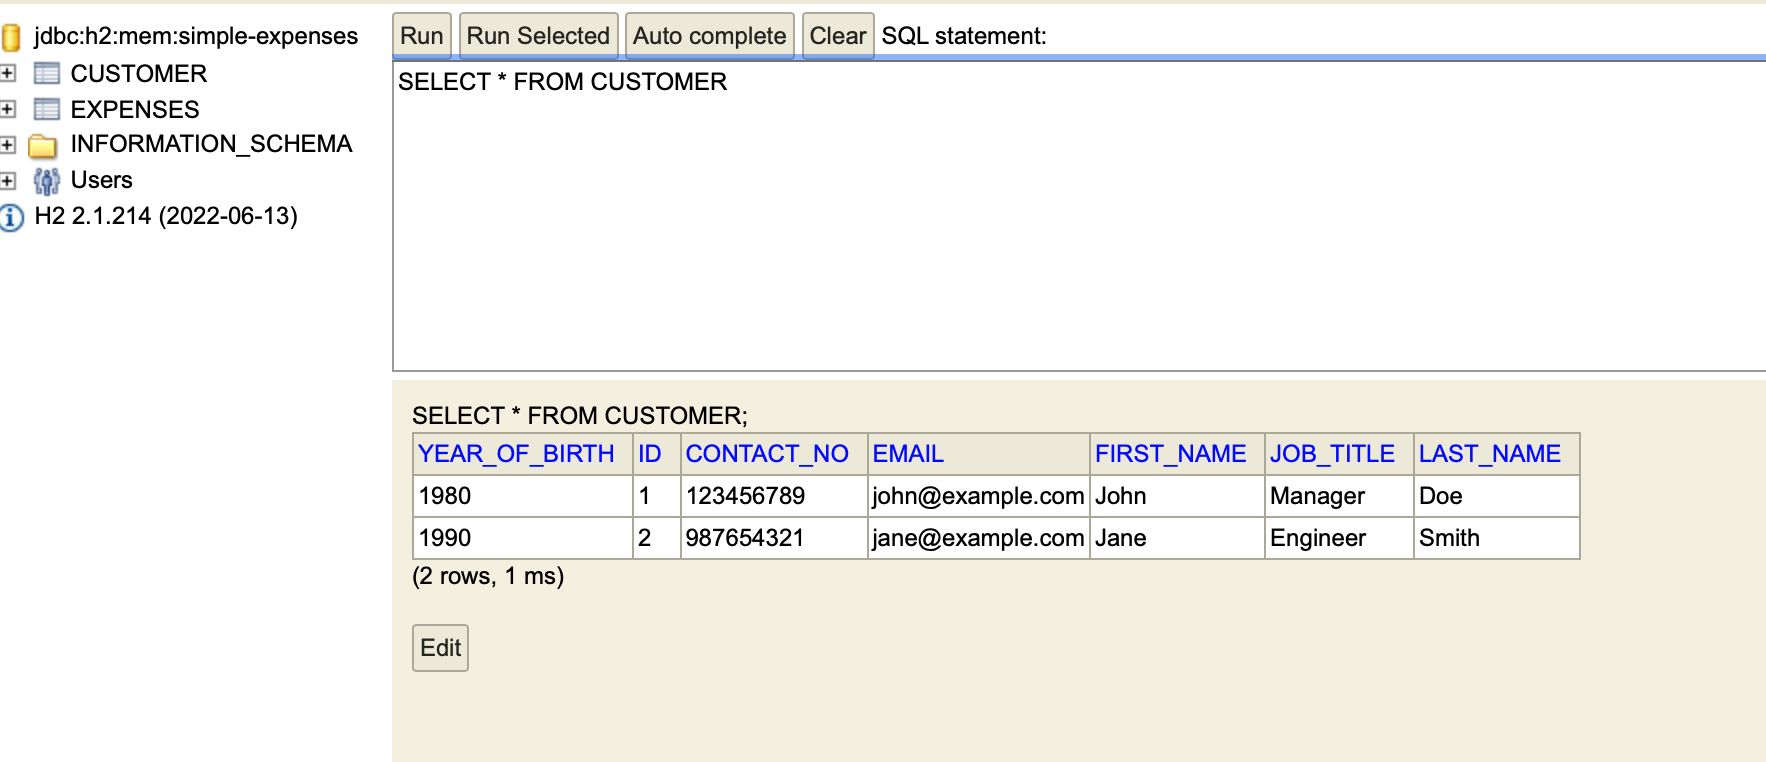 jdbc:h2:mem:simple-expenses
CUSTOMER
EXPENSES
INFORMATION_SCHEMA
Users
H2 2.1.214 (2022-06-13)
Run Run Selected Auto complete Clear SQL statement:
SELECT * FROM CUSTOMER
SELECT * FROM CUSTOMER;
YEAR_OF_BIRTH ID CONTACT_NO EMAIL FIRST_NAME JOB_TITLE LAST_NAME
1980 1 123456789 john@example.com John Manager Doe
1990 2 987654321 jane@example.com Jane Engineer Smith
(2 rows, 1 ms)
Edit